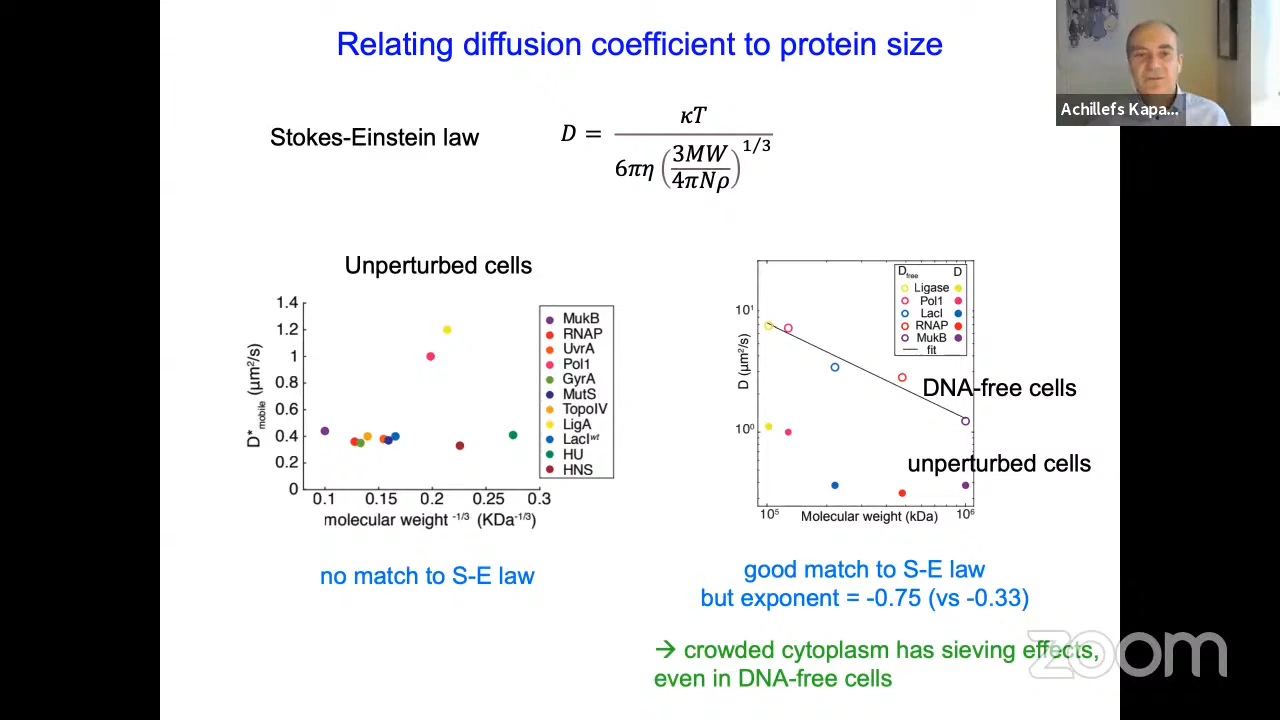 Relating diffusion coefficient to protein size
Achillefs Kapa...
Stokes-Einstein law
D = κT / 6πη (3MW / 4πNρ)^1/3
Unperturbed cells
1.4
1.2
1
0.8
0.6
0.4
0.2
0
D*mobile (μm²/s)
0.1 0.15 0.2 0.25 0.3
molecular weight -1/3 (KDa-1/3)
MukB
RNAP
UvrA
Pol1
GyrA
MutS
TopoIV
LigA
LacIwt
HU
HNS
no match to S-E law
Dfree D
Ligase
Pol1
LacI
RNAP
MukB
fit
10¹
10⁰
D (μm²/s)
DNA-free cells
unperturbed cells
10⁵ 10⁶
Molecular weight (kDa)
good match to S-E law
but exponent = -0.75 (vs -0.33)
→ crowded cytoplasm has sieving effects,
even in DNA-free cells
zoom